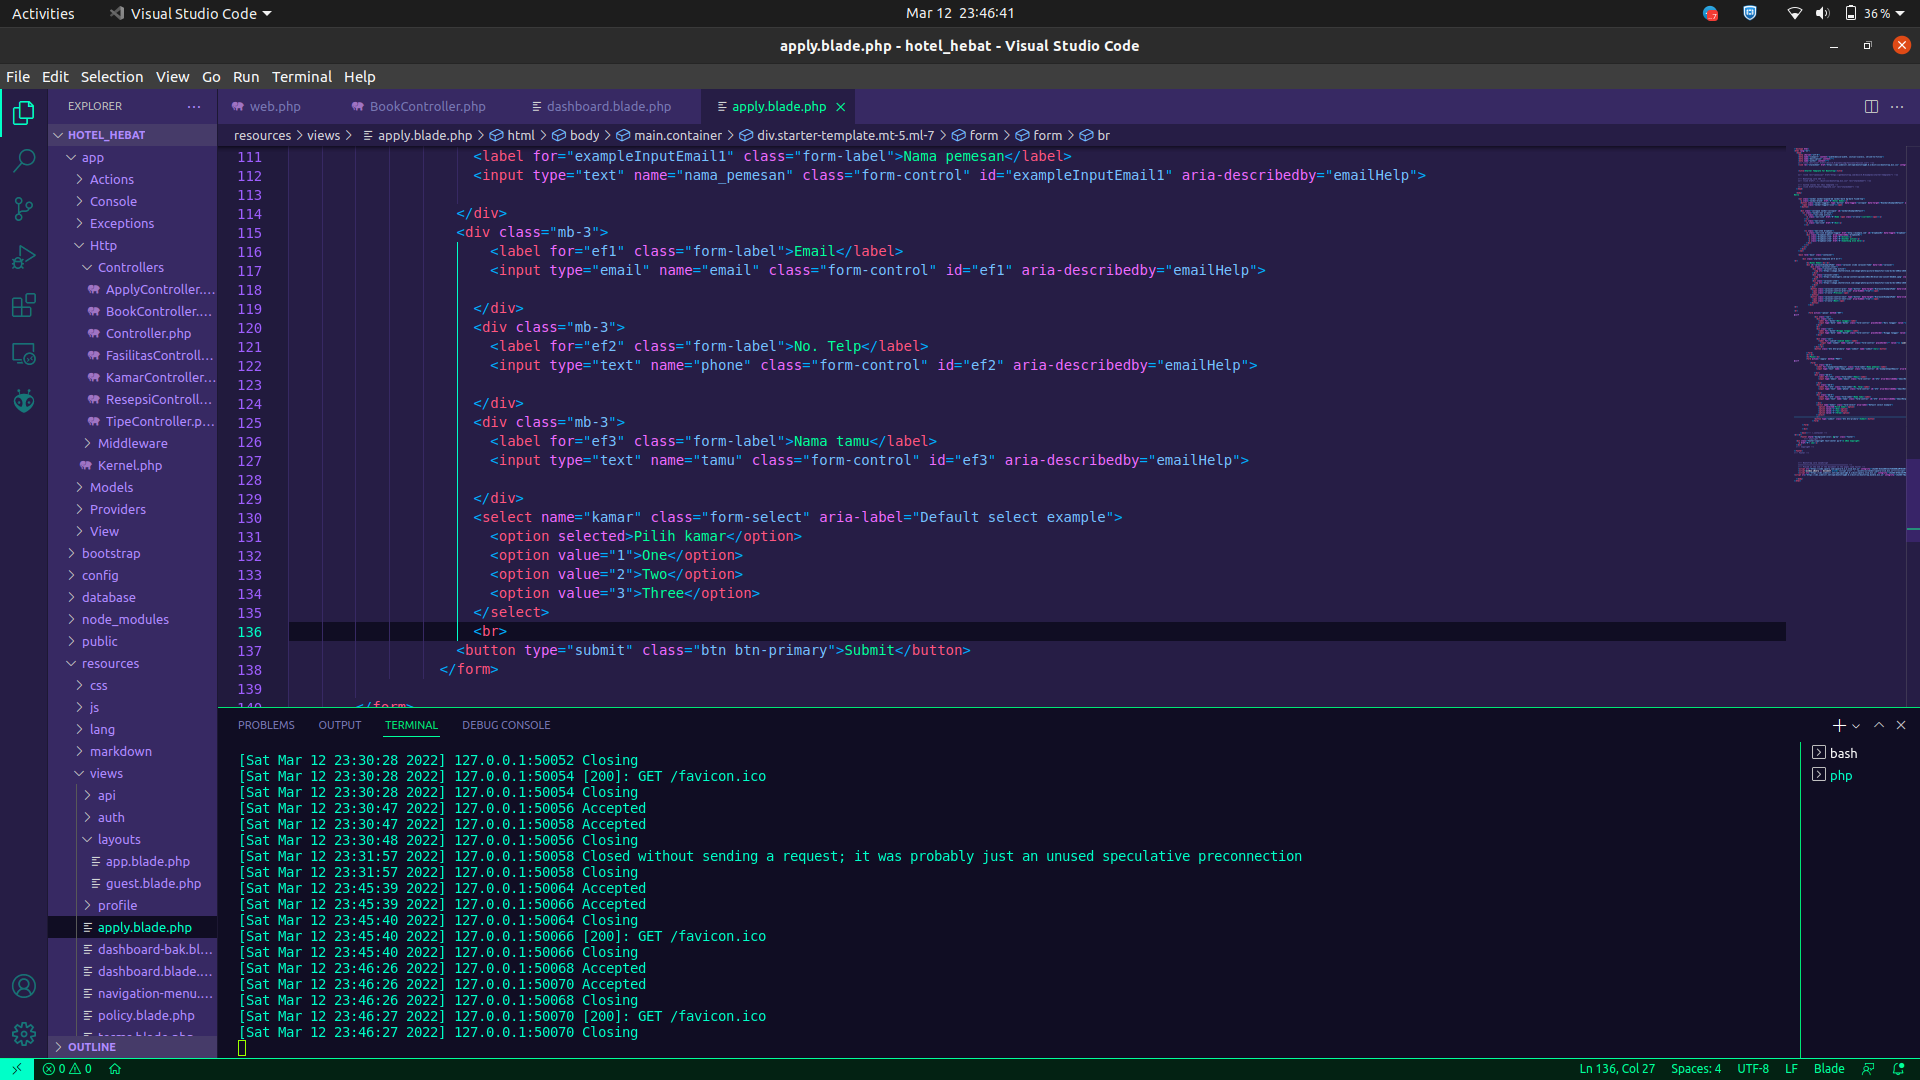 Activities
Visual Studio Code
Mar 12 23:46:41
36 %
apply.blade.php - hotel_hebat - Visual Studio Code
File Edit Selection View Go Run Terminal Help
EXPLORER
web.php
BookController.php
dashboard.blade.php
apply.blade.php
HOTEL_HEBAT
resources > views > apply.blade.php > html > body > main.container > div.starter-template.mt-5.ml-7 > form > form > br
app
Actions
Console
Exceptions
Http
Controllers
ApplyController....
BookController....
Controller.php
FasilitasControll...
KamarController...
ResepsiControll...
TipeController.p...
Middleware
Kernel.php
Models
Providers
View
bootstrap
config
database
node_modules
public
resources
css
js
lang
markdown
views
api
auth
layouts
app.blade.php
guest.blade.php
profile
apply.blade.php
dashboard-bak.bl...
dashboard.blade....
navigation-menu....
policy.blade.php
OUTLINE
111 <label for="exampleInputEmail1" class="form-label">Nama pemesan</label>
112 <input type="text" name="nama_pemesan" class="form-control" id="exampleInputEmail1" aria-describedby="emailHelp">
113
114 </div>
115 <div class="mb-3">
116 <label for="ef1" class="form-label">Email</label>
117 <input type="email" name="email" class="form-control" id="ef1" aria-describedby="emailHelp">
118
119 </div>
120 <div class="mb-3">
121 <label for="ef2" class="form-label">No. Telp</label>
122 <input type="text" name="phone" class="form-control" id="ef2" aria-describedby="emailHelp">
123
124 </div>
125 <div class="mb-3">
126 <label for="ef3" class="form-label">Nama tamu</label>
127 <input type="text" name="tamu" class="form-control" id="ef3" aria-describedby="emailHelp">
128
129 </div>
130 <select name="kamar" class="form-select" aria-label="Default select example">
131 <option selected>Pilih kamar</option>
132 <option value="1">One</option>
133 <option value="2">Two</option>
134 <option value="3">Three</option>
135 </select>
136 <br>
137 <button type="submit" class="btn btn-primary">Submit</button>
138 </form>
139
140 </form>
PROBLEMS OUTPUT TERMINAL DEBUG CONSOLE
[Sat Mar 12 23:30:28 2022] 127.0.0.1:50052 Closing
[Sat Mar 12 23:30:28 2022] 127.0.0.1:50054 [200]: GET /favicon.ico
[Sat Mar 12 23:30:28 2022] 127.0.0.1:50054 Closing
[Sat Mar 12 23:30:47 2022] 127.0.0.1:50056 Accepted
[Sat Mar 12 23:30:47 2022] 127.0.0.1:50058 Accepted
[Sat Mar 12 23:30:48 2022] 127.0.0.1:50056 Closing
[Sat Mar 12 23:31:57 2022] 127.0.0.1:50058 Closed without sending a request; it was probably just an unused speculative preconnection
[Sat Mar 12 23:31:57 2022] 127.0.0.1:50058 Closing
[Sat Mar 12 23:45:39 2022] 127.0.0.1:50064 Accepted
[Sat Mar 12 23:45:39 2022] 127.0.0.1:50066 Accepted
[Sat Mar 12 23:45:40 2022] 127.0.0.1:50064 Closing
[Sat Mar 12 23:45:40 2022] 127.0.0.1:50066 [200]: GET /favicon.ico
[Sat Mar 12 23:45:40 2022] 127.0.0.1:50066 Closing
[Sat Mar 12 23:46:26 2022] 127.0.0.1:50068 Accepted
[Sat Mar 12 23:46:26 2022] 127.0.0.1:50070 Accepted
[Sat Mar 12 23:46:26 2022] 127.0.0.1:50068 Closing
[Sat Mar 12 23:46:27 2022] 127.0.0.1:50070 [200]: GET /favicon.ico
[Sat Mar 12 23:46:27 2022] 127.0.0.1:50070 Closing
bash
php
0 0
Ln 136, Col 27 Spaces: 4 UTF-8 LF Blade